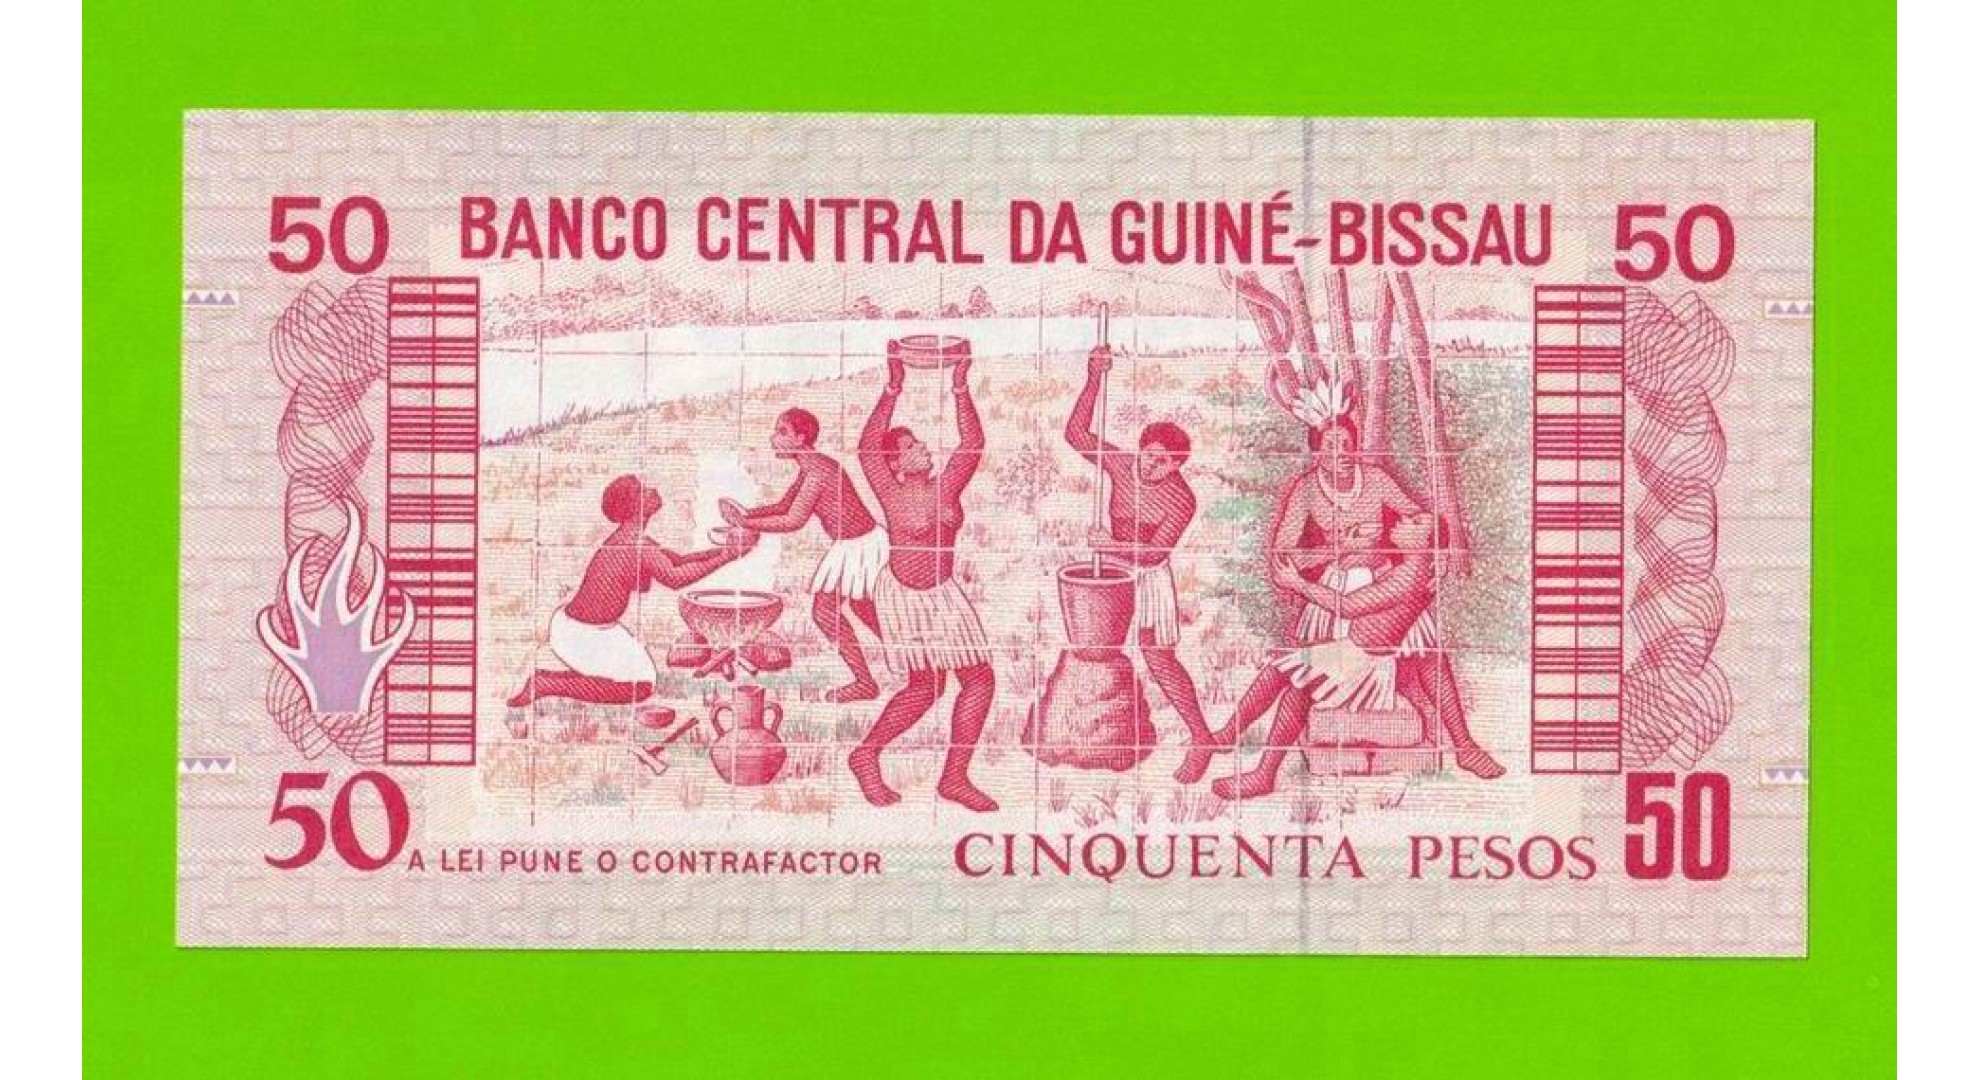 50 BANCO CENTRAL DA GUINÉ-BISSAU 50
50 A LEI PUNE O CONTRAFACTOR CINQUENTA PESOS 50